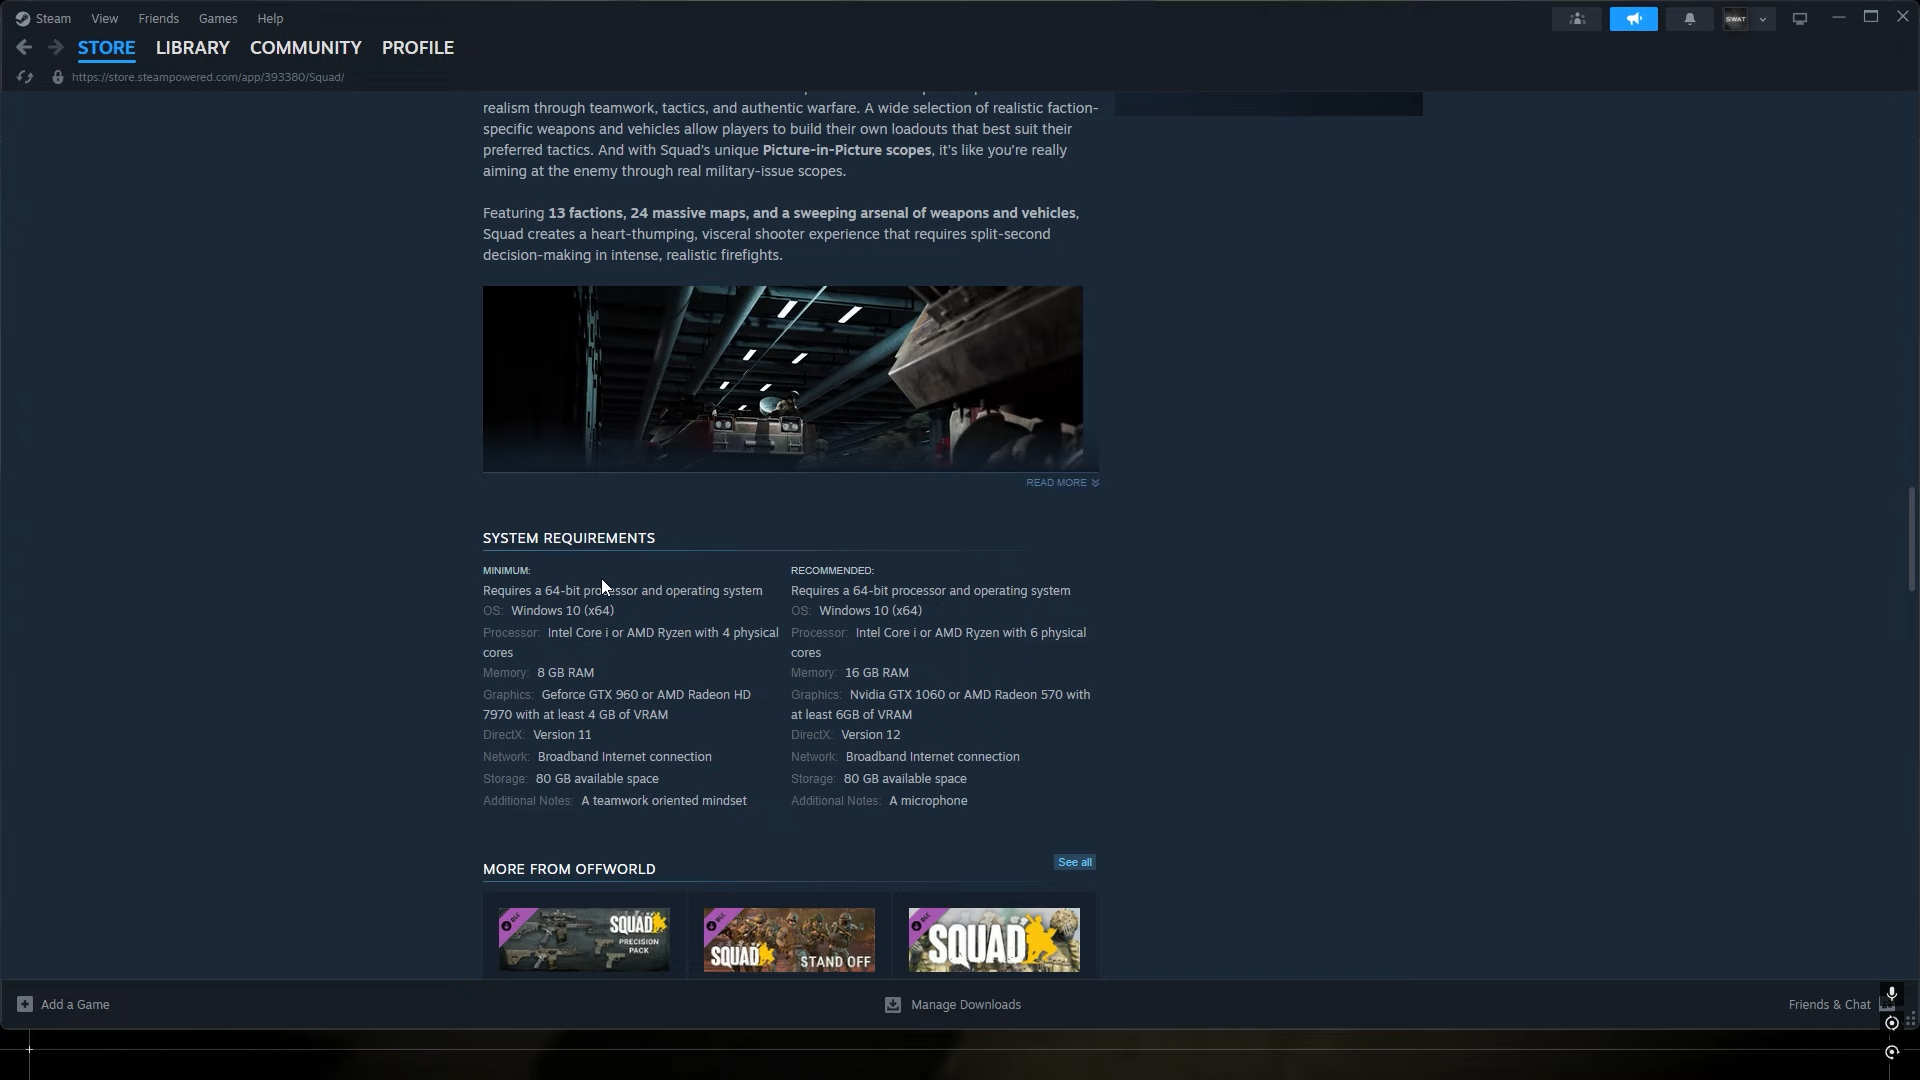 Steam View Friends Games Help
SWAT
STORE LIBRARY COMMUNITY PROFILE
https://store.steampowered.com/app/393380/Squad/
realism through teamwork, tactics, and authentic warfare. A wide selection of realistic faction-
specific weapons and vehicles allow players to build their own loadouts that best suit their
preferred tactics. And with Squad's unique Picture-in-Picture scopes, it's like you're really
aiming at the enemy through real military-issue scopes.
Featuring 13 factions, 24 massive maps, and a sweeping arsenal of weapons and vehicles,
Squad creates a heart-thumping, visceral shooter experience that requires split-second
decision-making in intense, realistic firefights.
READ MORE
SYSTEM REQUIREMENTS
MINIMUM:
Requires a 64-bit processor and operating system
OS: Windows 10 (x64)
Processor: Intel Core i or AMD Ryzen with 4 physical
cores
Memory: 8 GB RAM
Graphics: Geforce GTX 960 or AMD Radeon HD
7970 with at least 4 GB of VRAM
DirectX: Version 11
Network: Broadband Internet connection
Storage: 80 GB available space
Additional Notes: A teamwork oriented mindset
RECOMMENDED:
Requires a 64-bit processor and operating system
OS: Windows 10 (x64)
Processor: Intel Core i or AMD Ryzen with 6 physical
cores
Memory: 16 GB RAM
Graphics: Nvidia GTX 1060 or AMD Radeon 570 with
at least 6GB of VRAM
DirectX: Version 12
Network: Broadband Internet connection
Storage: 80 GB available space
Additional Notes: A microphone
MORE FROM OFFWORLD
See all
DLC
SQUAD
PRECISION
PACK
DLC
SQUAD
STAND OFF
DLC
SQUAD
Add a Game
Manage Downloads
Friends & Chat